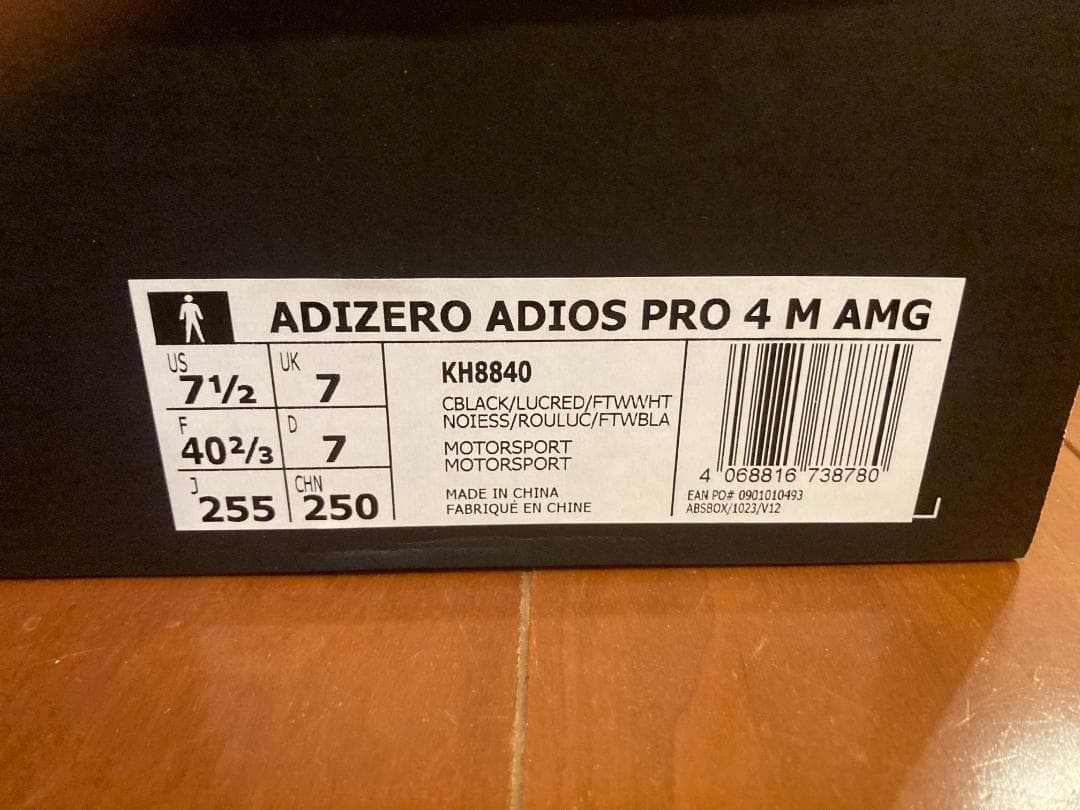 ADIZERO ADIOS PRO 4 M AMG
US 7½ UK 7
F 40⅔ D 7
J 255 CHN 250
KH8840
CBLACK/LUCRED/FTWWHT
NOIESS/ROULUC/FTWBLA
MOTORSPORT
MOTORSPORT
MADE IN CHINA
FABRIQUÉ EN CHINE
4 068816 738780
EAN PO# 0901010493
ABSBOX/1023/V12